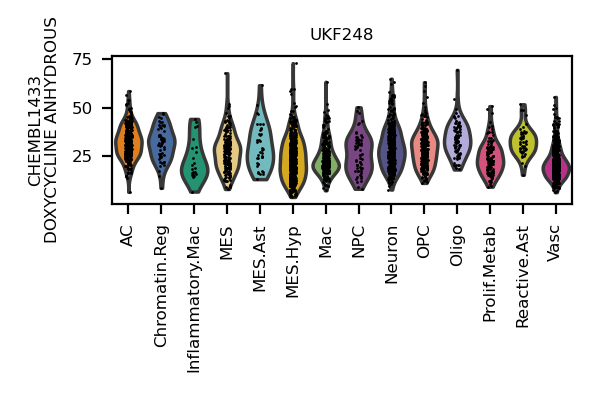 UKF248
CHEMBL1433
DOXYCYCLINE ANHYDROUS
75
50
25
AC
Chromatin.Reg
Inflammatory.Mac
MES
MES.Ast
MES.Hyp
Mac
NPC
Neuron
OPC
Oligo
Prolif.Metab
Reactive.Ast
Vasc